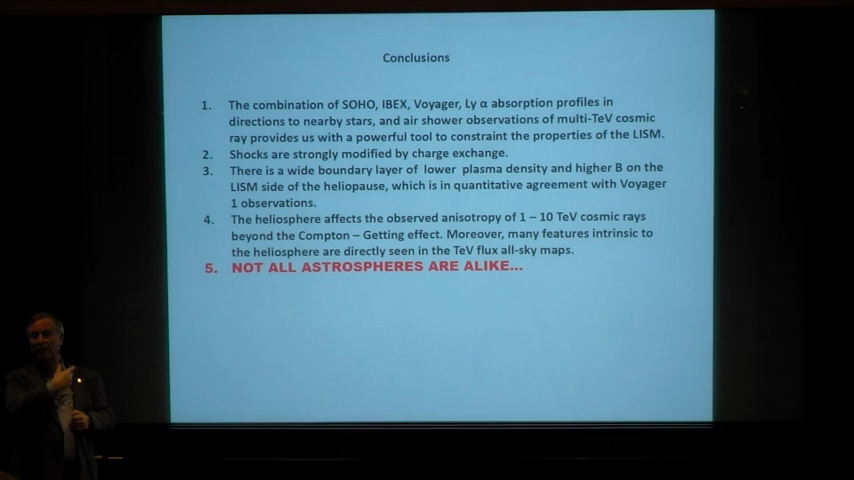 Conclusions
1. The combination of SOHO, IBEX, Voyager, Ly α absorption profiles in
directions to nearby stars, and air shower observations of multi-TeV cosmic
ray provides us with a powerful tool to constraint the properties of the LISM.
2. Shocks are strongly modified by charge exchange.
3. There is a wide boundary layer of lower plasma density and higher B on the
LISM side of the heliopause, which is in quantitative agreement with Voyager
1 observations.
4. The heliosphere affects the observed anisotropy of 1 – 10 TeV cosmic rays
beyond the Compton – Getting effect. Moreover, many features intrinsic to
the heliosphere are directly seen in the TeV flux all-sky maps.
5. NOT ALL ASTROSPHERES ARE ALIKE...